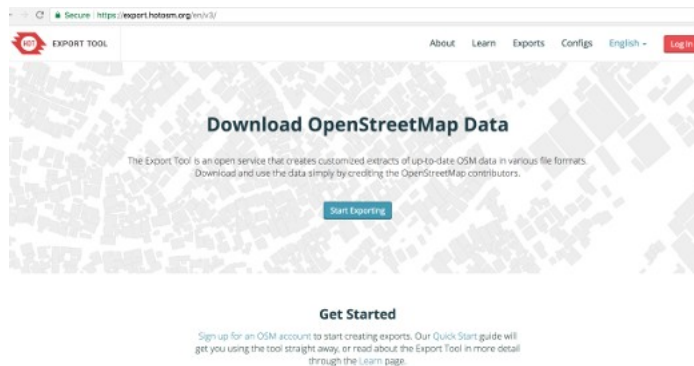 Secure https://export.hotosm.org/en/v3/
HOT EXPORT TOOL About Learn Exports Configs English Log In
Download OpenStreetMap Data
The Export Tool is an open service that creates customized extracts of up-to-date OSM data in various file formats.
Download and use the data simply by crediting the OpenStreetMap contributors.
Start Exporting
Get Started
Sign up for an OSM account to start creating exports. Our Quick Start guide will
get you using the tool straight away, or read about the Export Tool in more detail
through the Learn page.